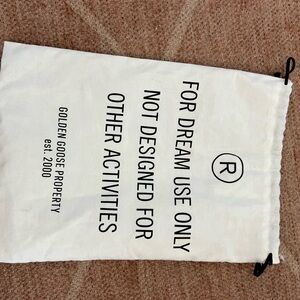 ®
FOR DREAM USE ONLY
NOT DESIGNED FOR
OTHER ACTIVITIES
GOLDEN GOOSE PROPERTY
est. 2000